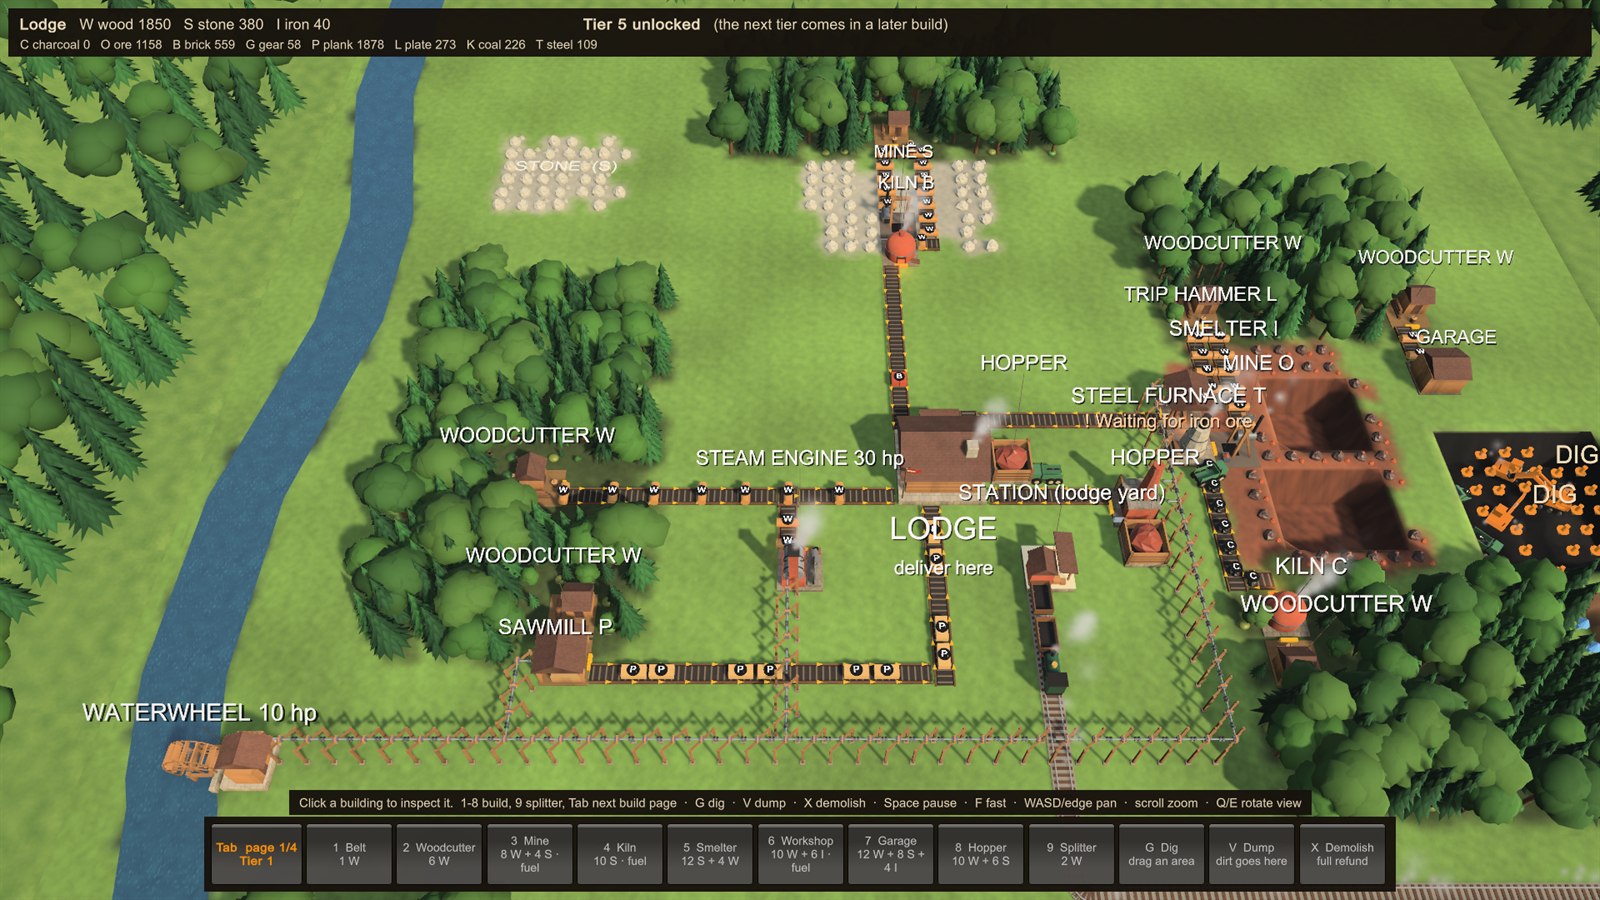 Lodge W wood 1850 S stone 380 I iron 40
Tier 5 unlocked (the next tier comes in a later build)
C charcoal 0 O ore 1158 B brick 559 G gear 58 P plank 1878 L plate 273 K coal 226 T steel 109
STONE (S)
MINE S
KILN B
WOODCUTTER W
WOODCUTTER W
TRIP HAMMER L
SMELTER I
GARAGE
HOPPER
MINE O
STEEL FURNACE T
! Waiting for iron ore
WOODCUTTER W
STEAM ENGINE 30 hp
HOPPER
DIG
DIG
STATION (lodge yard)
LODGE
deliver here
WOODCUTTER W
KILN C
WOODCUTTER W
SAWMILL P
WATERWHEEL 10 hp
Click a building to inspect it. 1-8 build, 9 splitter, Tab next build page · G dig · V dump · X demolish · Space pause · F fast · WASD/edge pan · scroll zoom · Q/E rotate view
Tab page 1/4
Tier 1
1 Belt
1 W
2 Woodcutter
6 W
3 Mine
8 W + 4 S ·
fuel
4 Kiln
10 S · fuel
5 Smelter
12 S + 4 W
6 Workshop
10 W + 6 I ·
fuel
7 Garage
12 W + 8 S +
4 I
8 Hopper
10 W + 6 S
9 Splitter
2 W
G Dig
drag an area
V Dump
dirt goes here
X Demolish
full refund